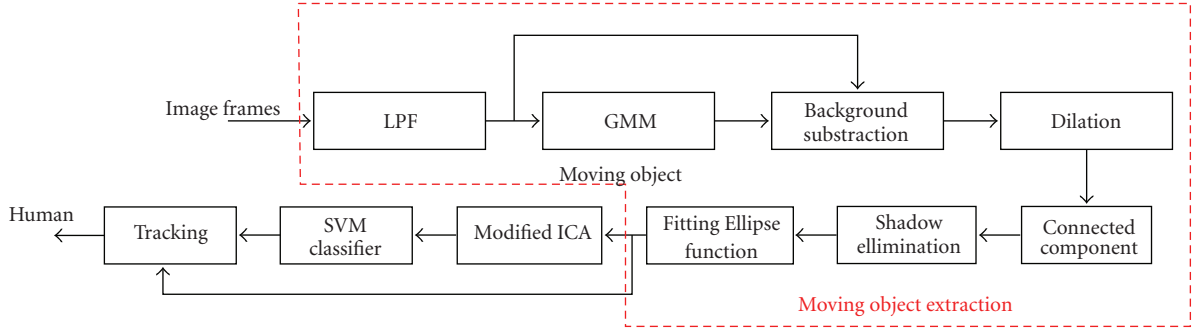 Image frames
LPF
GMM
Background
substraction
Dilation
Moving object
Human
Tracking
SVM
classifier
Modified ICA
Fitting Ellipse
function
Shadow
ellimination
Connected
component
Moving object extraction